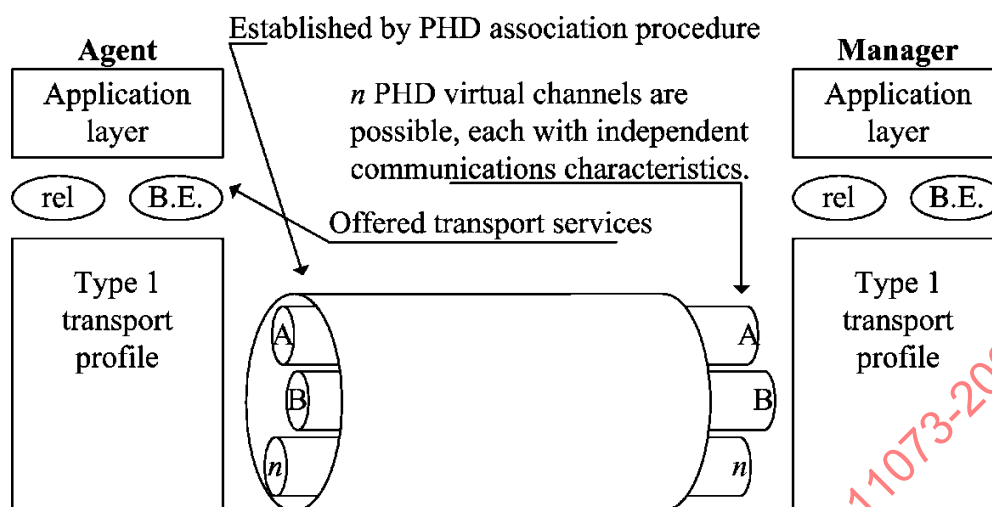 Established by PHD association procedure
Agent
Manager
Application
layer
n PHD virtual channels are
possible, each with independent
communications characteristics.
Application
layer
rel
B.E.
rel
B.E.
Offered transport services
Type 1
transport
profile
Type 1
transport
profile
A
B
n
A
B
n
11073-20